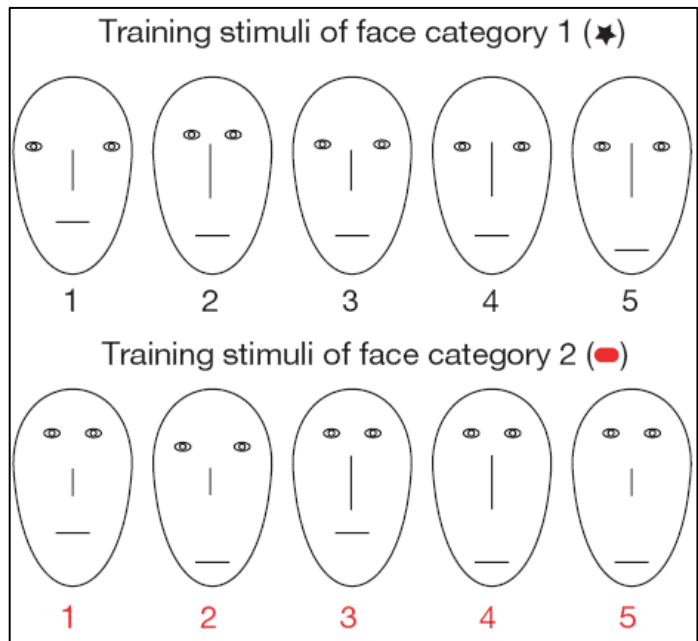 Training stimuli of face category 1 (★)
1 2 3 4 5
Training stimuli of face category 2 ()
1 2 3 4 5